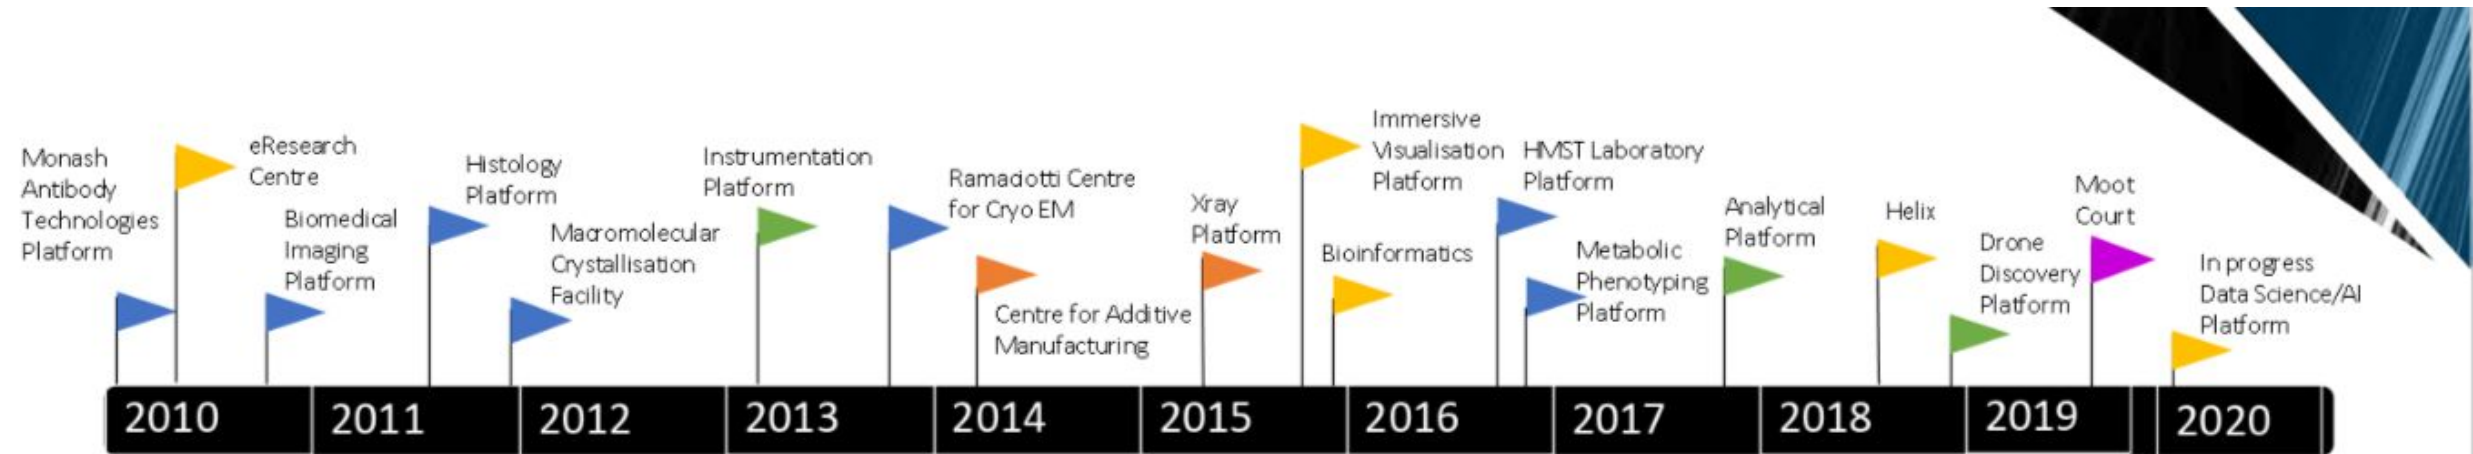 Monash
Antibody
Technologies
Platform
eResearch
Centre
Biomedical
Imaging
Platform
Histology
Platform
Macromolecular
Crystallisation
Facility
Instrumentation
Platform
Ramaciotti Centre
for Cryo EM
Centre for Additive
Manufacturing
Xray
Platform
Immersive
Visualisation
Platform
Bioinformatics
HMST Laboratory
Platform
Metabolic
Phenotyping
Platform
Analytical
Platform
Helix
Drone
Discovery
Platform
Moot
Court
In progress
Data Science/AI
Platform
2010
2011
2012
2013
2014
2015
2016
2017
2018
2019
2020